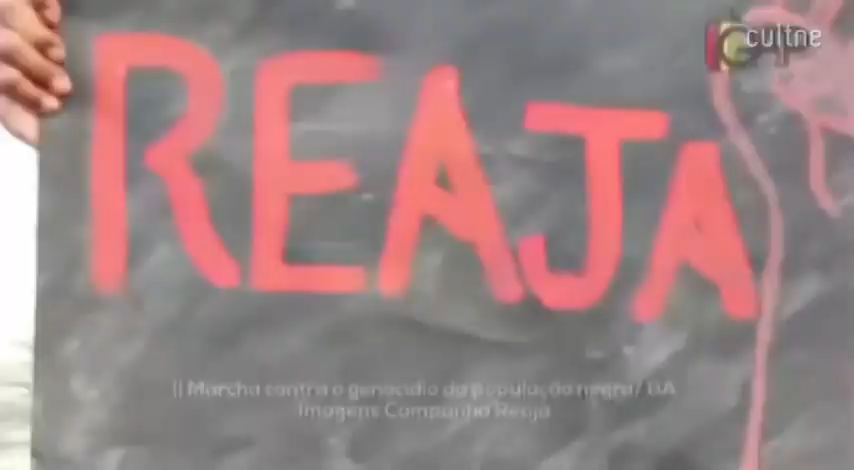 cultne
REAJA
II Marcha contra o genocídio da população negra/ BA
Imagens Campanha Reaja